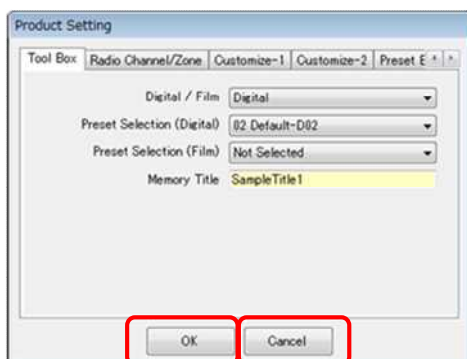 Product Setting
Tool Box Radio Channel/Zone Customize-1 Customize-2 Preset E
Digital / Film Digital
Preset Selection (Digital) 02 Default-D02
Preset Selection (Film) Not Selected
Memory Title SampleTitle1
OK Cancel